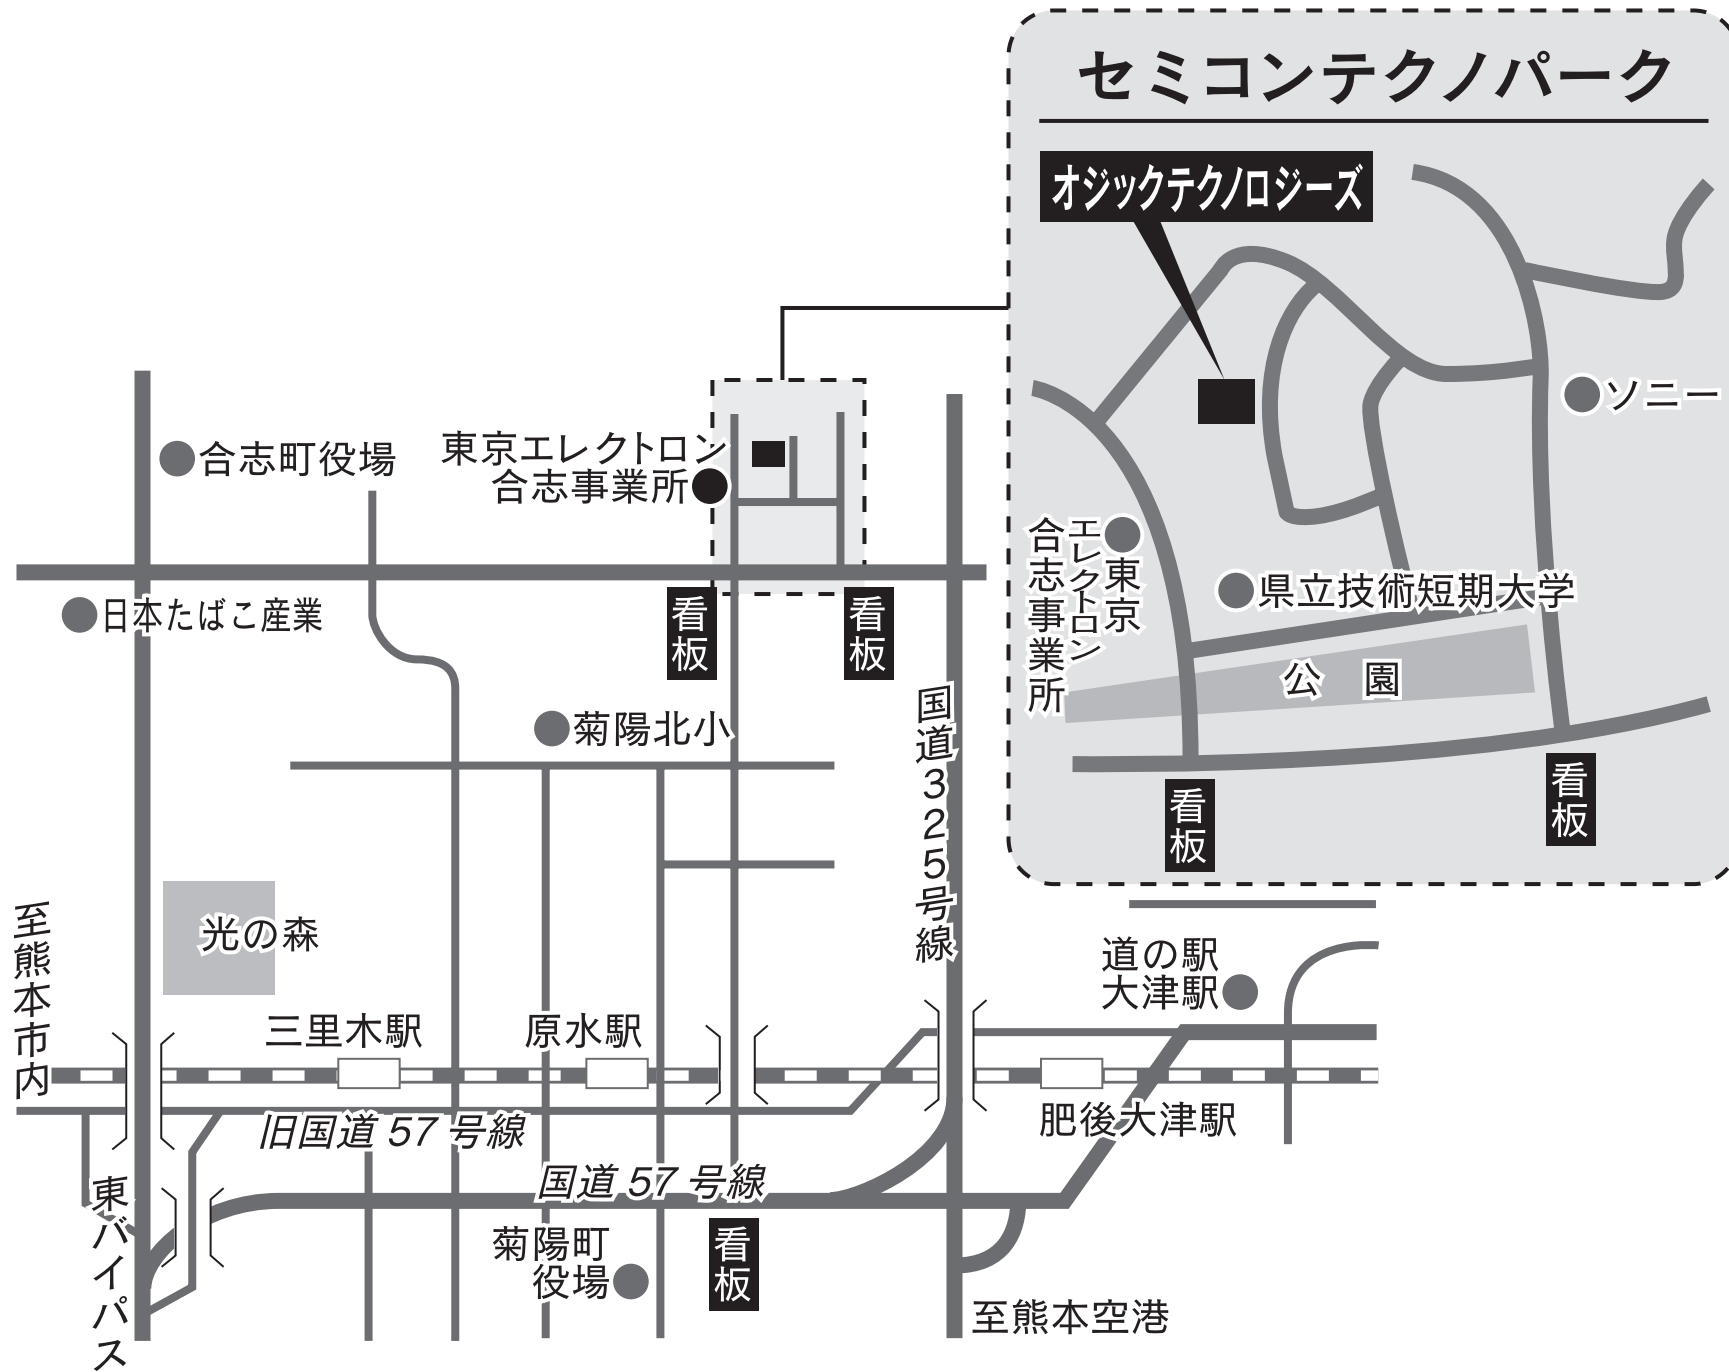 セミコンテクノパーク
オジックテクノロジーズ
ソニー
東京
エレクトロン
合志事業所
県立技術短期大学
公　園
看板
看板
合志町役場
東京エレクトロン
合志事業所
日本たばこ産業
看板
看板
菊陽北小
国道325号線
光の森
至熊本市内
三里木駅
原水駅
道の駅
大津駅
肥後大津駅
旧国道57号線
国道57号線
東バイパス
菊陽町
役場
看板
至熊本空港